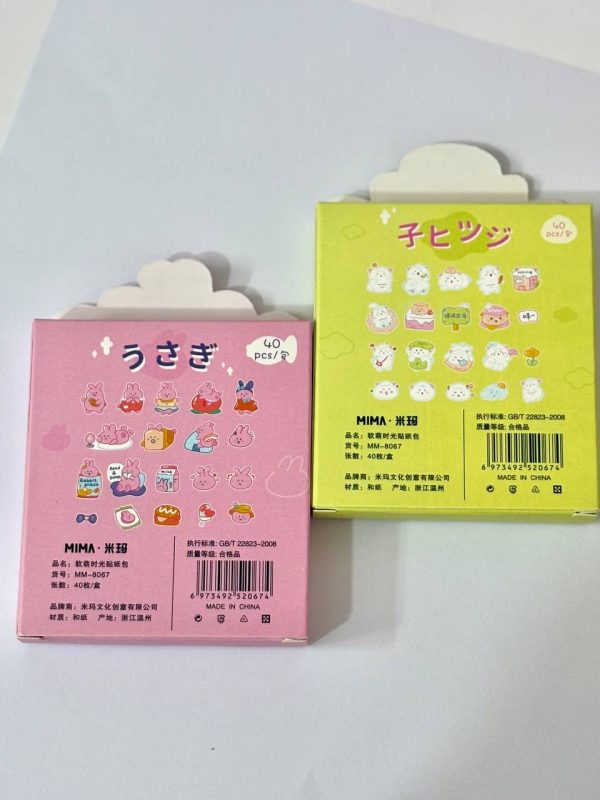 うさぎ
40
pcs/包
MIMA·米玛
品名：软萌时光贴纸包
货号：MM-8067
张数：40枚/盒
执行标准: GB/T 22823-2008
质量等级: 合格品
6 973492 520674
MADE IN CHINA
品牌商：米玛文化创意有限公司
材质：和纸 产地：浙江温州
子ヒツジ
40
pcs/包
MIMA·米玛
品名：软萌时光贴纸包
货号：MM-8067
张数：40枚/盒
执行标准: GB/T 22823-2008
质量等级: 合格品
6 973492 520674
MADE IN CHINA
品牌商：米玛文化创意有限公司
材质：和纸 产地：浙江温州